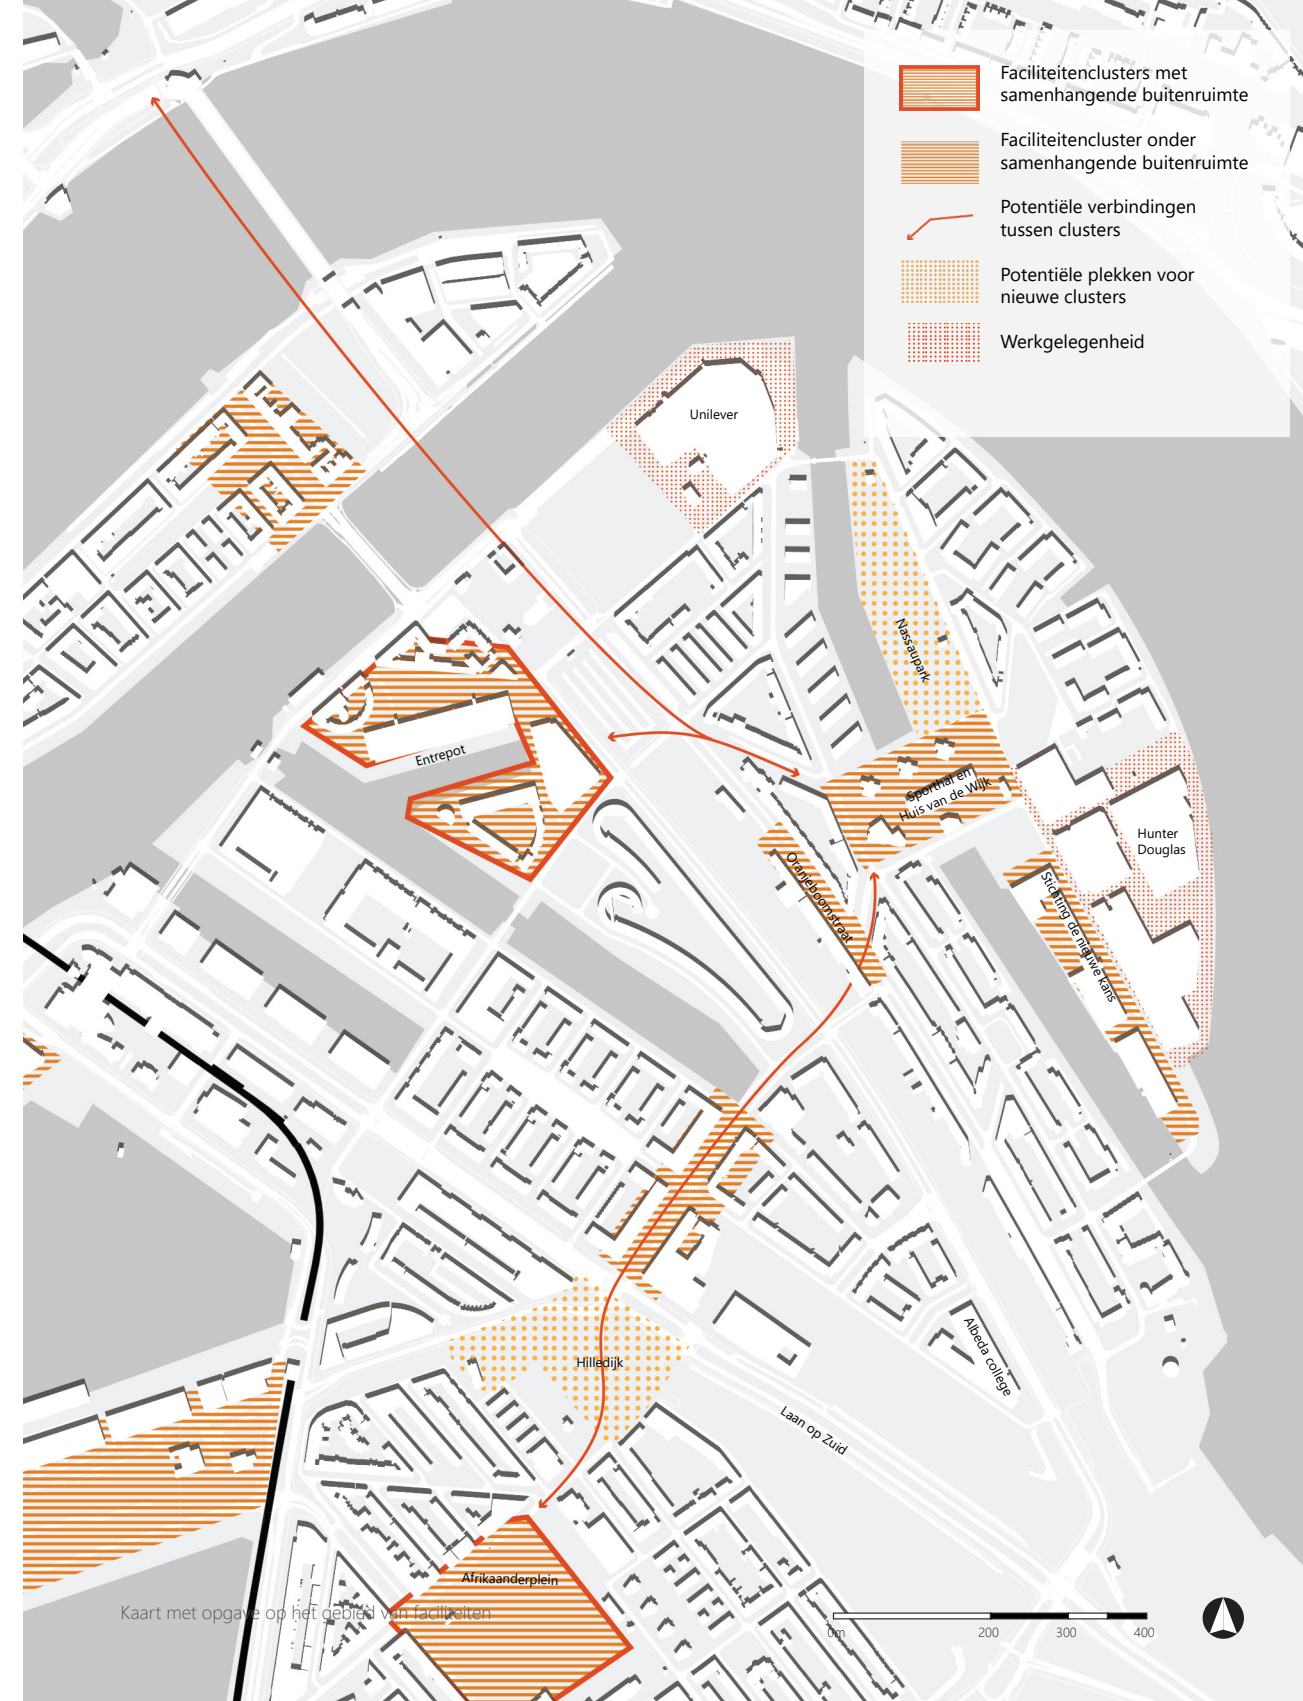 Faciliteitenclusters met
samenhangende buitenruimte
Faciliteitencluster onder
samenhangende buitenruimte
Potentiële verbindingen
tussen clusters
Potentiële plekken voor
nieuwe clusters
Werkgelegenheid
Unilever
Nassaupark
Entrepot
Sporthal en
Huis van de Wijk
Hunter
Douglas
Oranjeboomstraat
Stichting de nieuwe kans
Albeda college
Hilledijk
Laan op Zuid
Afrikaanderplein
Kaart met opgave op het gebied van faciliteiten
0m 200 300 400